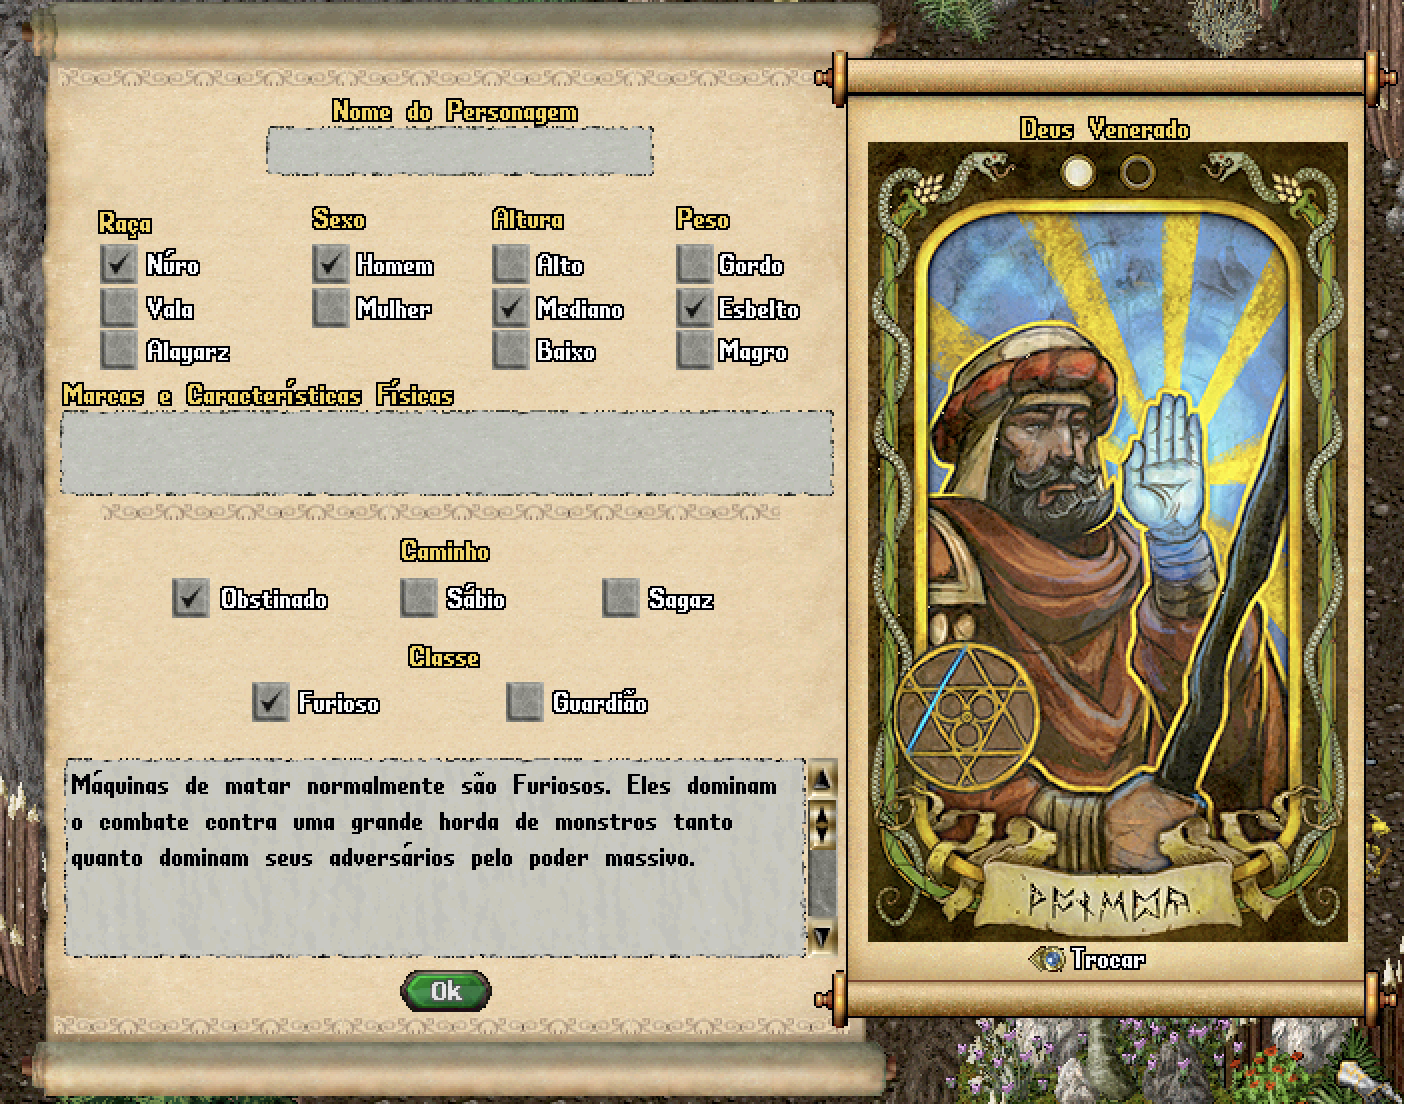 Nome do Personagem
Raça
Núro
Vala
Alayarz
Sexo
Homem
Mulher
Altura
Alto
Mediano
Baixo
Peso
Gordo
Esbelto
Magro
Marcas e Características Físicas
Caminho
Obstinado
Sábio
Sagaz
Classe
Furioso
Guardião
Máquinas de matar normalmente são Furiosos. Eles dominam
o combate contra uma grande horda de monstros tanto
quanto dominam seus adversários pelo poder massivo.
Ok
Deus Venerado
Trocar